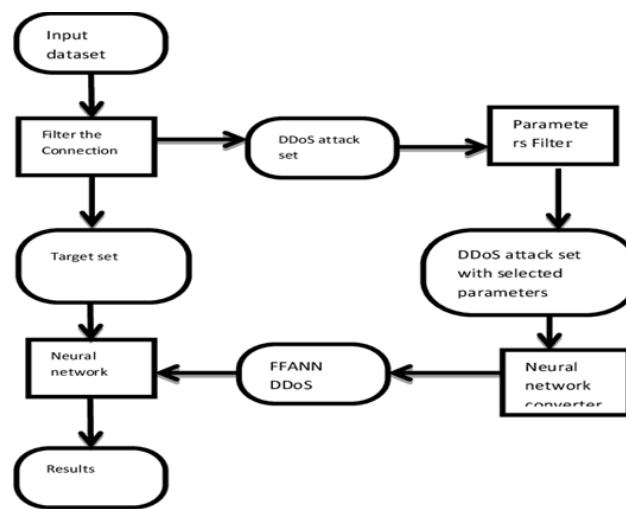 Input
dataset
Filter the
Connection
DDoS attack
set
Paramete
rs Filter
Target set
DDoS attack set
with selected
parameters
Neural
network
FFANN
DDoS
Neural
network
converter
Results